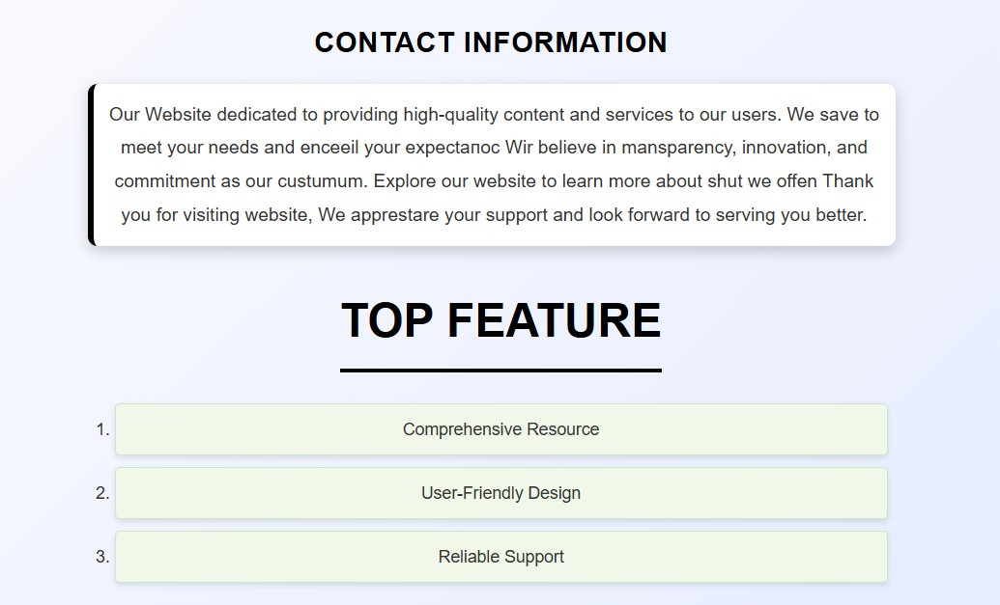 CONTACT INFORMATION
Our Website dedicated to providing high-quality content and services to our users. We save to
meet your needs and enceeil your expectaпoc Wir believe in mansparency, innovation, and
commitment as our custumum. Explore our website to learn more about shut we offen Thank
you for visiting website, We apprestare your support and look forward to serving you better.
TOP FEATURE
1. Comprehensive Resource
2. User-Friendly Design
3. Reliable Support